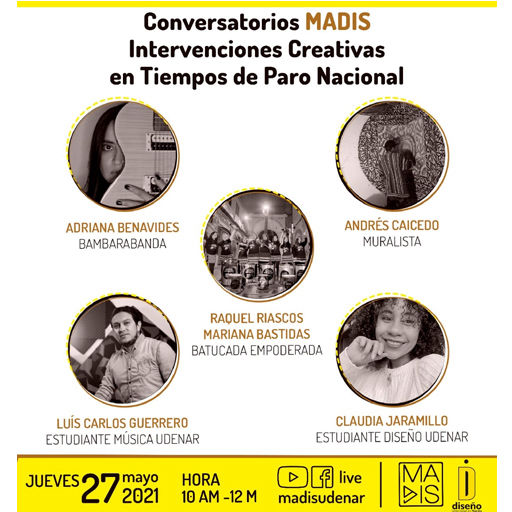 Conversatorios MADIS
Intervenciones Creativas
en Tiempos de Paro Nacional
ADRIANA BENAVIDES
BAMBARABANDA
ANDRÉS CAICEDO
MURALISTA
RAQUEL RIASCOS
MARIANA BASTIDAS
BATUCADA EMPODERADA
LUÍS CARLOS GUERRERO
ESTUDIANTE MÚSICA UDENAR
CLAUDIA JARAMILLO
ESTUDIANTE DISEÑO UDENAR
JUEVES 27 mayo 2021
HORA
10 AM -12 M
live
madisudenar
MADIS
diseño